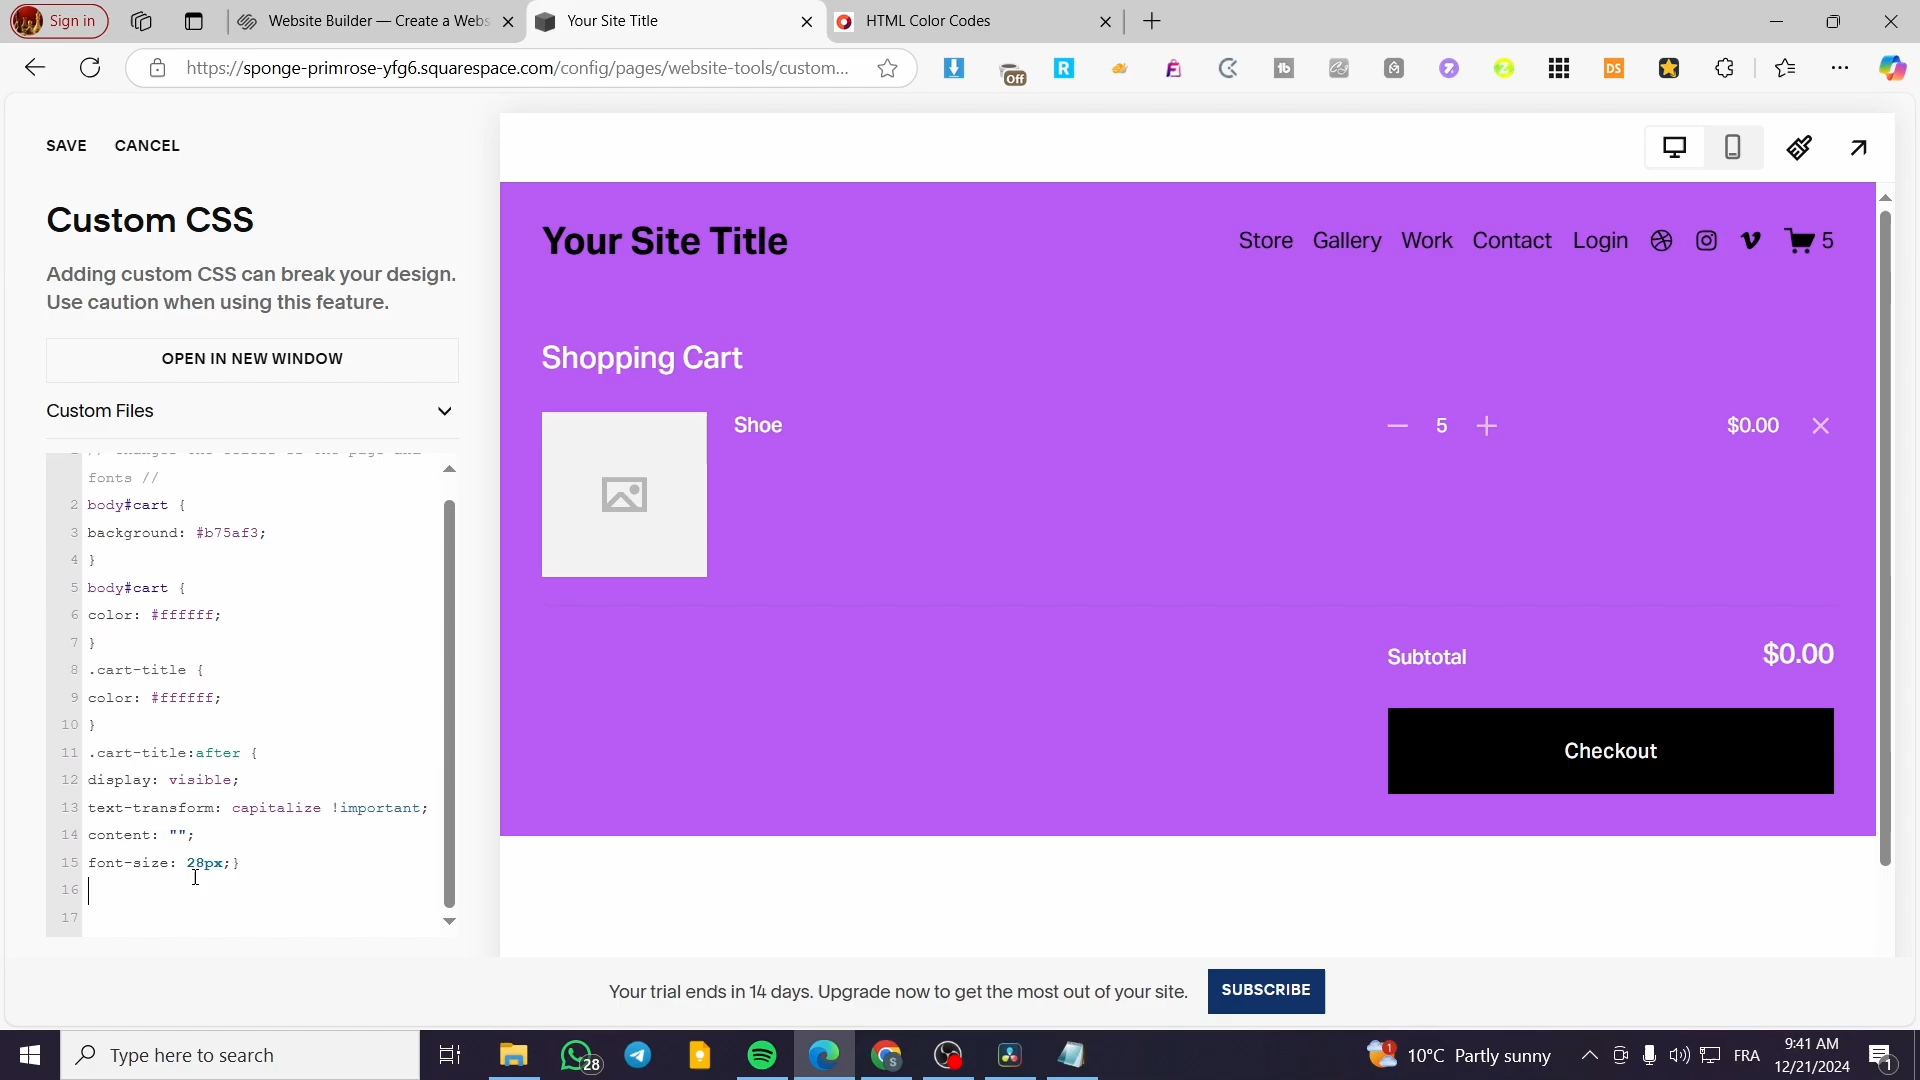 Sign in
Website Builder — Create a Webs
Your Site Title
HTML Color Codes
https://sponge-primrose-yfg6.squarespace.com/config/pages/website-tools/custom...
Off
SAVE CANCEL
Custom CSS
Adding custom CSS can break your design.
Use caution when using this feature.
OPEN IN NEW WINDOW
Custom Files
fonts //
2 body#cart {
3 background: #b75af3;
4 }
5 body#cart {
6 color: #ffffff;
7 }
8 .cart-title {
9 color: #ffffff;
10 }
11 .cart-title:after {
12 display: visible;
13 text-transform: capitalize !important;
14 content: "";
15 font-size: 28px;}
16
17
Your Site Title
Store Gallery Work Contact Login 5
Shopping Cart
Shoe 5 $0.00
Subtotal $0.00
Checkout
Your trial ends in 14 days. Upgrade now to get the most out of your site. SUBSCRIBE
Type here to search
28
1
10°C Partly sunny
FRA
9:41 AM
12/21/2024
1